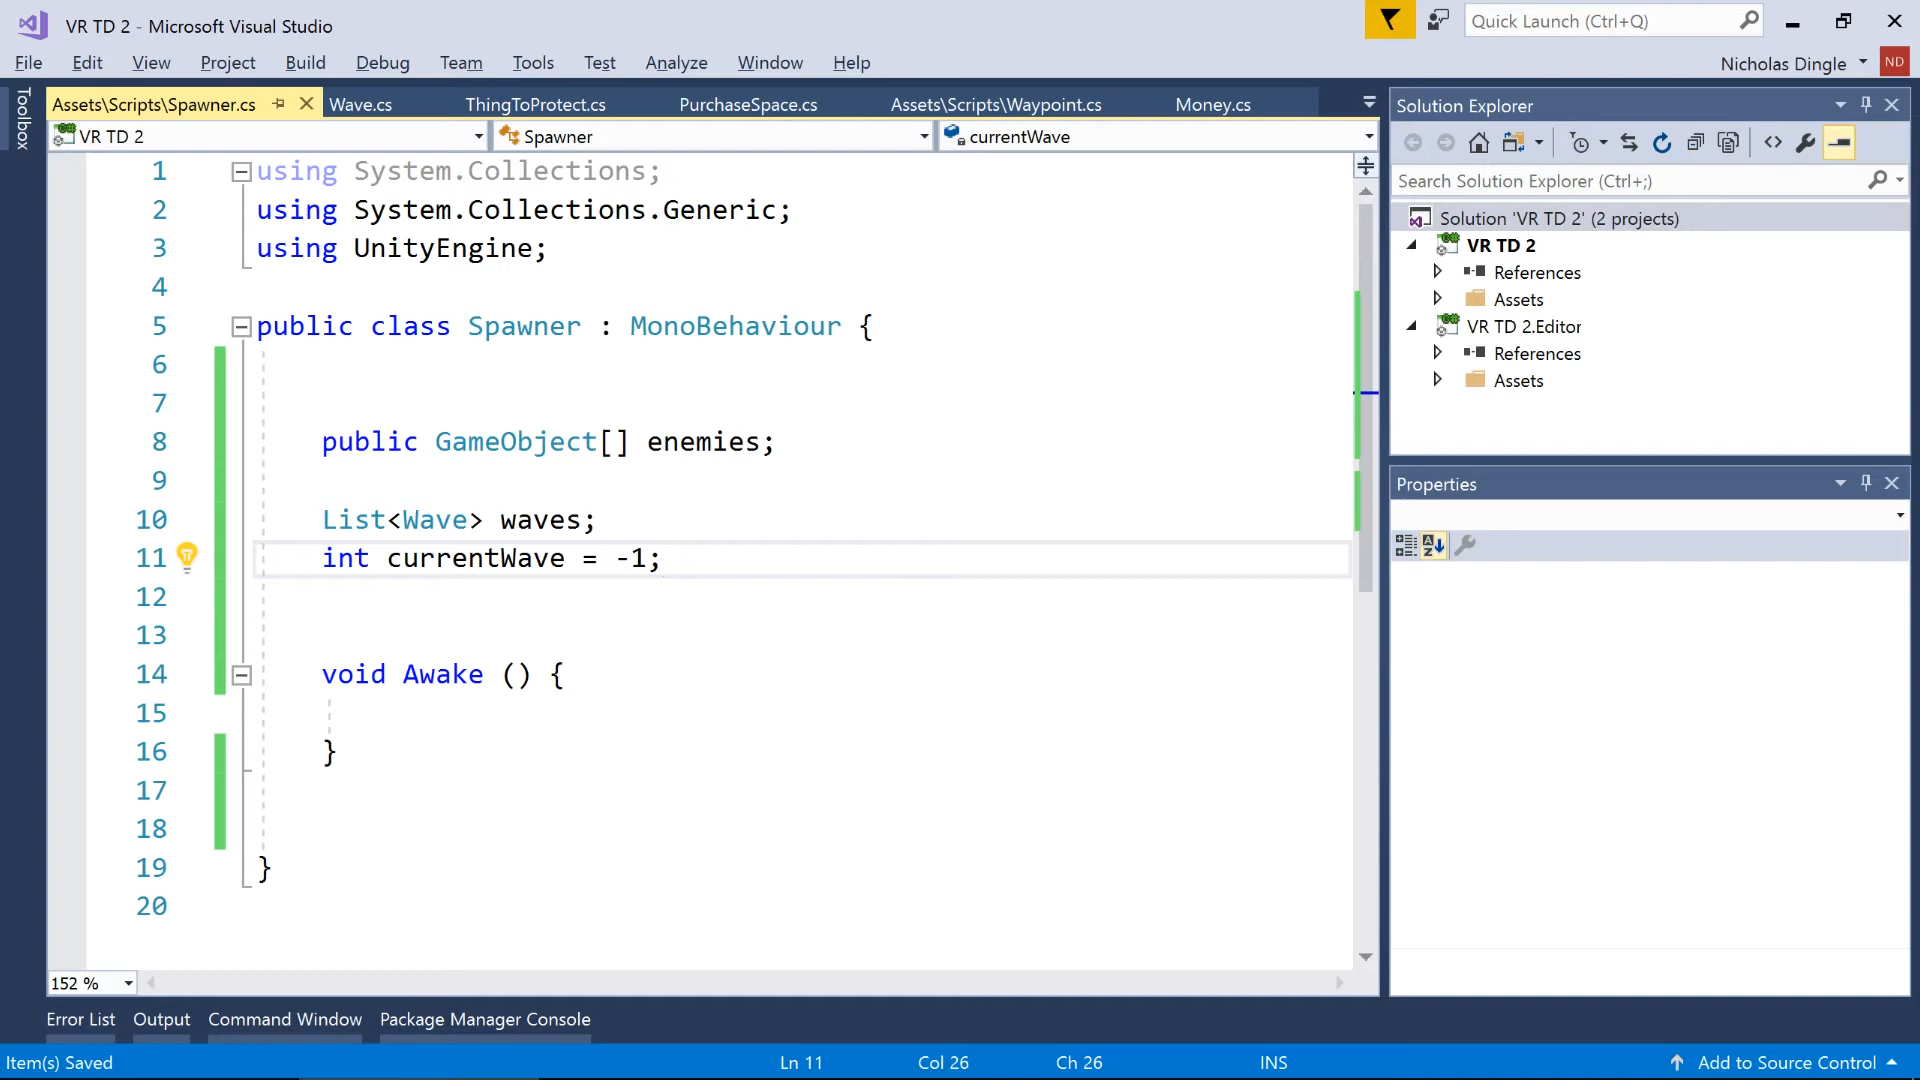 VR TD 2 - Microsoft Visual Studio
Quick Launch (Ctrl+Q)
File Edit View Project Build Debug Team Tools Test Analyze Window Help
Nicholas Dingle ND
Toolbox
Assets\Scripts\Spawner.cs Wave.cs ThingToProtect.cs PurchaseSpace.cs Assets\Scripts\Waypoint.cs Money.cs
VR TD 2 Spawner currentWave
1 using System.Collections;
2 using System.Collections.Generic;
3 using UnityEngine;
4
5 public class Spawner : MonoBehaviour {
6
7
8 public GameObject[] enemies;
9
10 List<Wave> waves;
11 int currentWave = -1;
12
13
14 void Awake () {
15
16 }
17
18
19 }
20
152 %
Solution Explorer
Search Solution Explorer (Ctrl+;)
Solution 'VR TD 2' (2 projects)
VR TD 2
References
Assets
VR TD 2.Editor
References
Assets
Properties
Error List Output Command Window Package Manager Console
Item(s) Saved Ln 11 Col 26 Ch 26 INS Add to Source Control